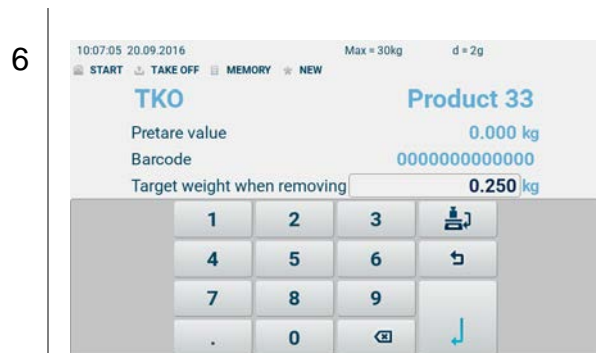 6
10:07:05 20.09.2016 Max = 30kg d = 2g
START TAKE OFF MEMORY NEW
TKO Product 33
Pretare value 0.000 kg
Barcode 0000000000000
Target weight when removing 0.250 kg
1 2 3
4 5 6
7 8 9
. 0